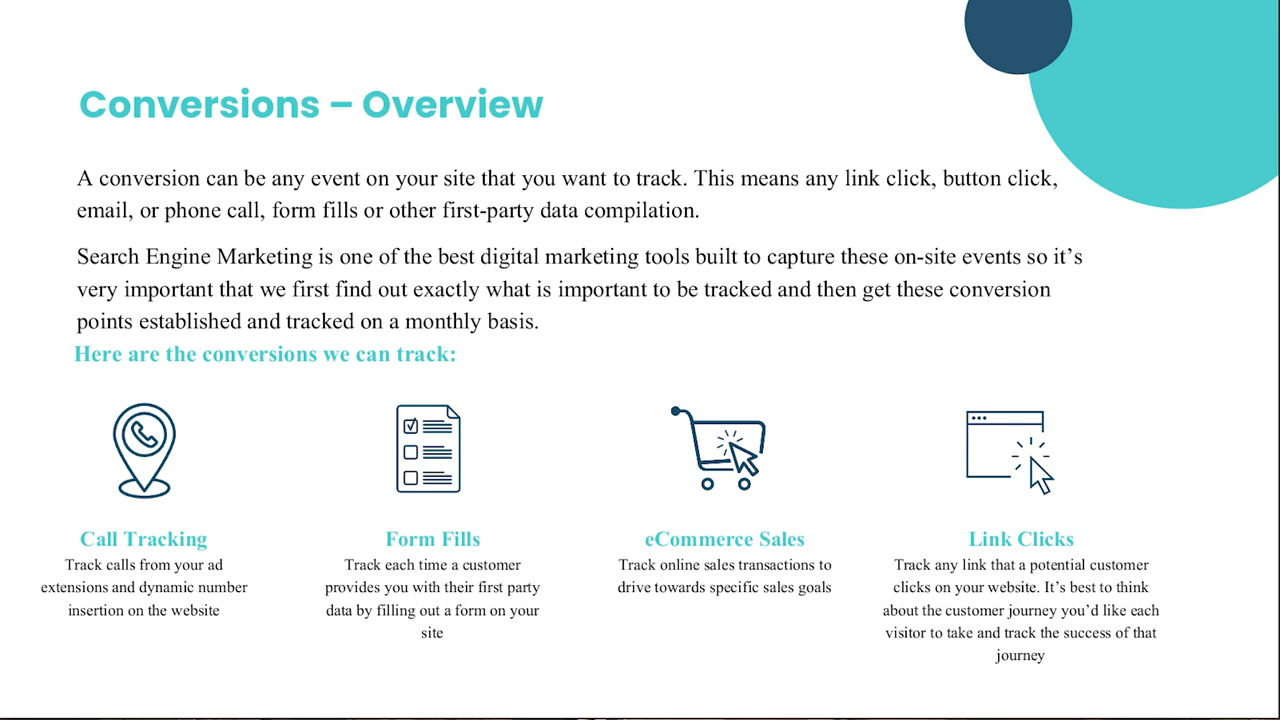 Conversions – Overview
A conversion can be any event on your site that you want to track. This means any link click, button click,
email, or phone call, form fills or other first-party data compilation.
Search Engine Marketing is one of the best digital marketing tools built to capture these on-site events so it’s
very important that we first find out exactly what is important to be tracked and then get these conversion
points established and tracked on a monthly basis.
Here are the conversions we can track:
Call Tracking
Track calls from your ad
extensions and dynamic number
insertion on the website
Form Fills
Track each time a customer
provides you with their first party
data by filling out a form on your
site
eCommerce Sales
Track online sales transactions to
drive towards specific sales goals
Link Clicks
Track any link that a potential customer
clicks on your website. It’s best to think
about the customer journey you’d like each
visitor to take and track the success of that
journey